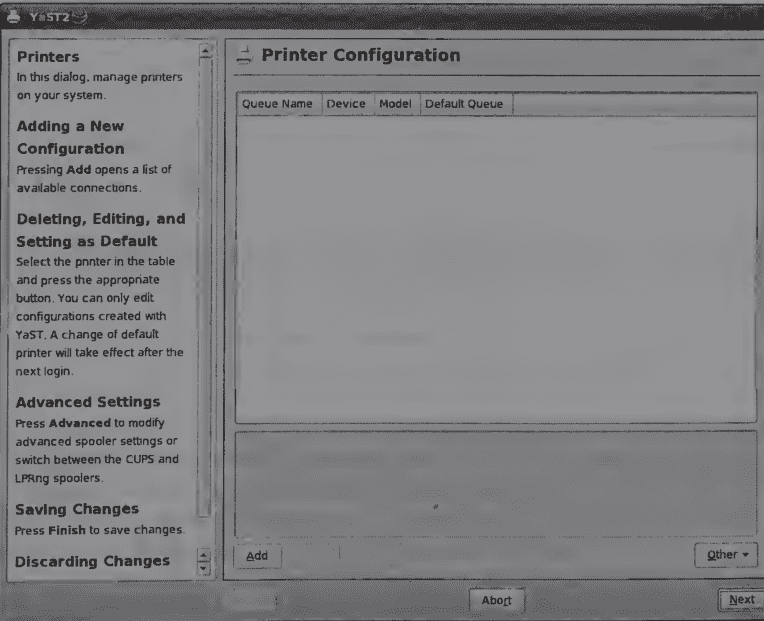 YaST2
Printers
In this dialog, manage printers
on your system.
Adding a New
Configuration
Pressing Add opens a list of
available connections.
Deleting, Editing, and
Setting as Default
Select the printer in the table
and press the appropriate
button. You can only edit
configurations created with
YaST. A change of default
printer will take effect after the
next login.
Advanced Settings
Press Advanced to modify
advanced spooler settings or
switch between the CUPS and
LPRng spoolers.
Saving Changes
Press Finish to save changes.
Discarding Changes
Printer Configuration
Queue Name Device Model Default Queue
Add
Other
Abort
Next